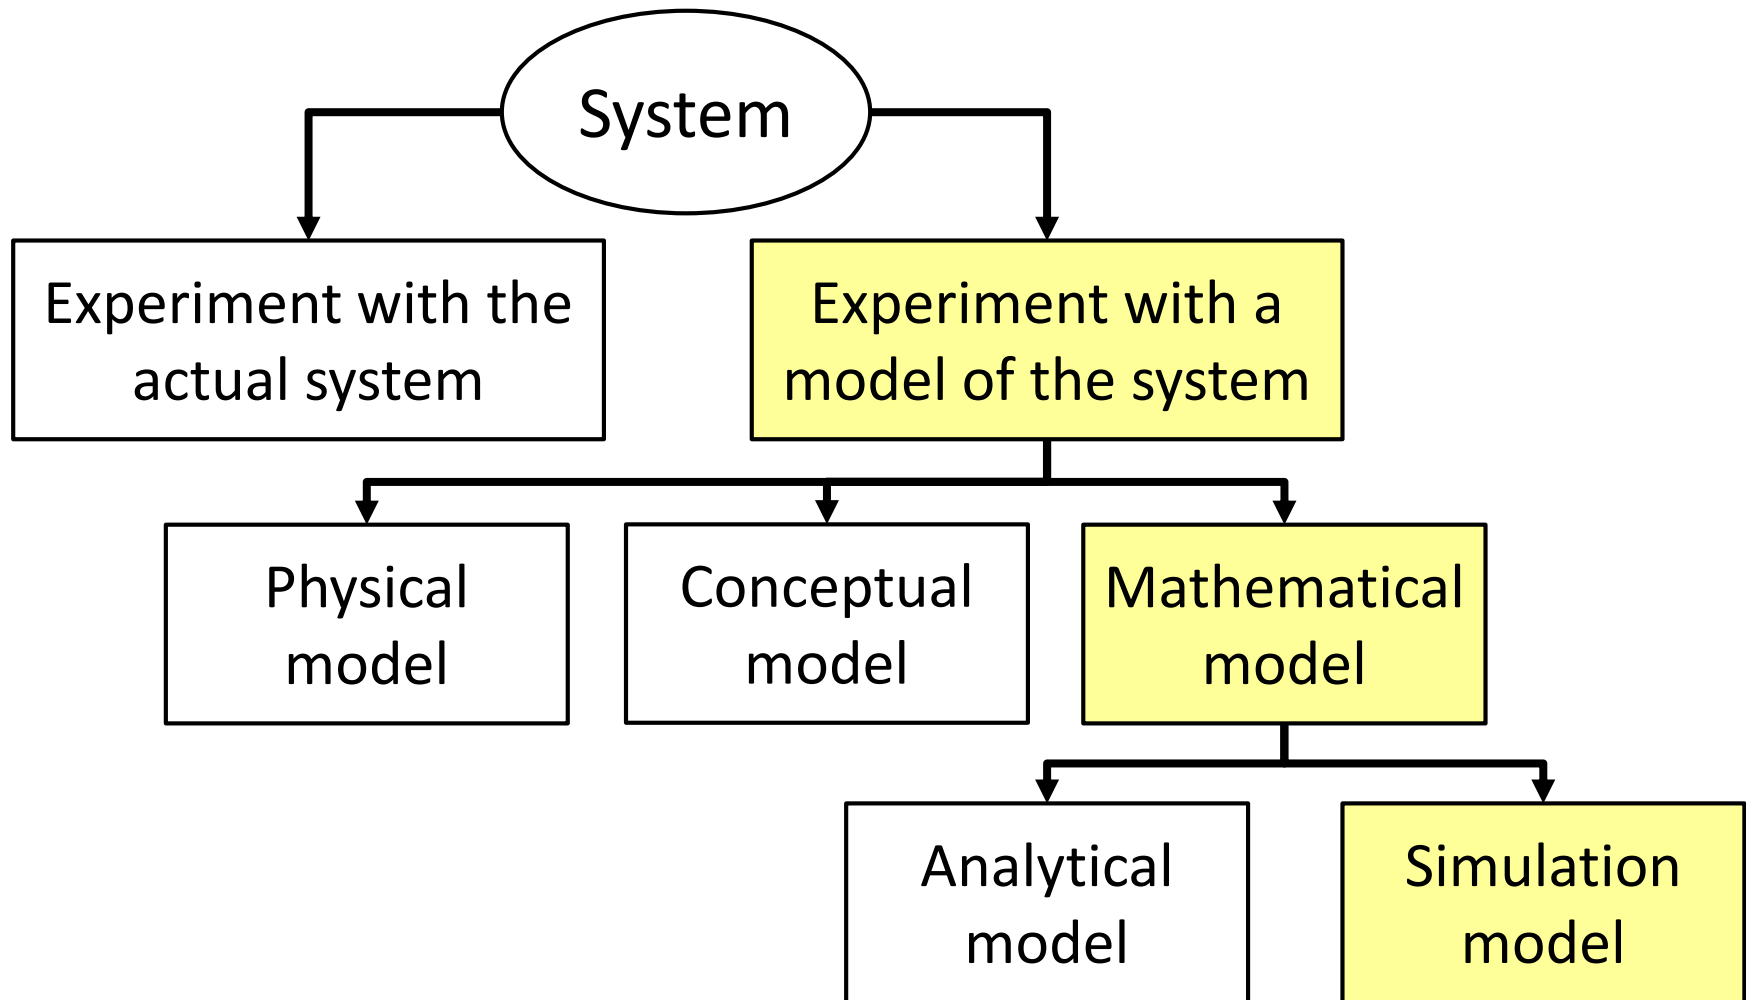 System
Experiment with the
actual system
Experiment with a
model of the system
Physical
model
Conceptual
model
Mathematical
model
Analytical
model
Simulation
model